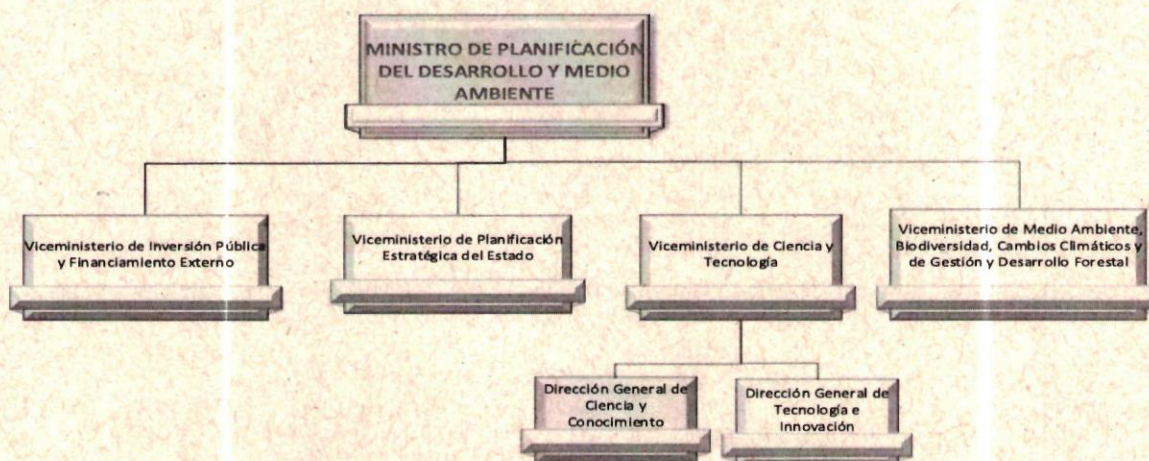 MINISTRO DE PLANIFICACIÓN
DEL DESARROLLO Y MEDIO
AMBIENTE
Viceministerio de Inversión Pública
y Financiamiento Externo
Viceministerio de Planificación
Estratégica del Estado
Viceministerio de Ciencia y
Tecnología
Viceministerio de Medio Ambiente,
Biodiversidad, Cambios Climáticos y
de Gestión y Desarrollo Forestal
Dirección General de
Ciencia y
Conocimiento
Dirección General de
Tecnología e
Innovación